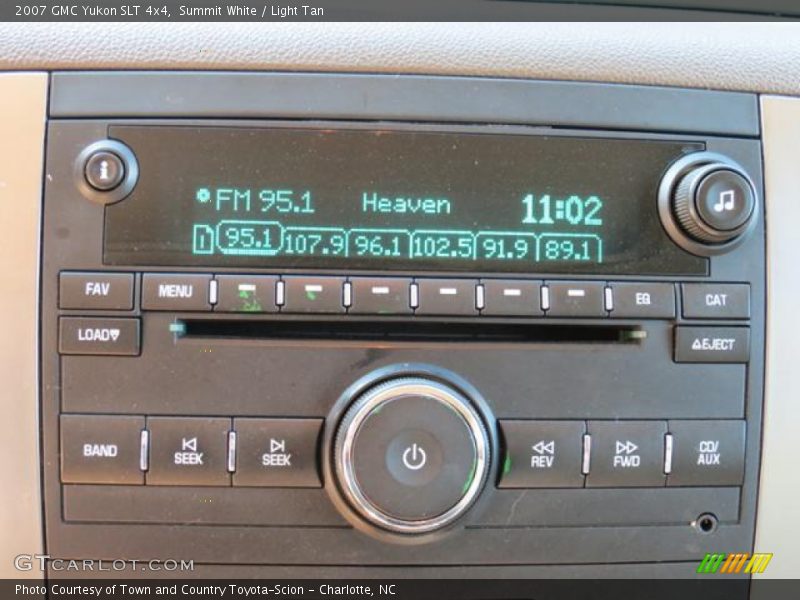 2007 GMC Yukon SLT 4x4, Summit White / Light Tan
i
FM 95.1 Heaven 11:02
1 95.1 107.9 96.1 102.5 91.9 89.1
FAV MENU EQ CAT
LOAD EJECT
BAND SEEK SEEK REV FWD CD/
AUX
GTCARLOT.COM
Photo Courtesy of Town and Country Toyota-Scion - Charlotte, NC